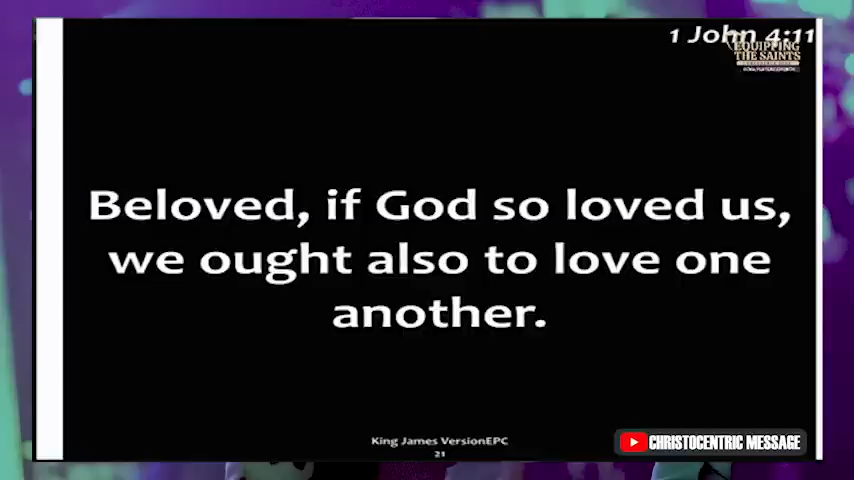 1 John 4:11
EQUIPPING
THE SAINTS
Beloved, if God so loved us,
we ought also to love one
another.
King James VersionEPC
21
CHRISTOCENTRIC MESSAGE